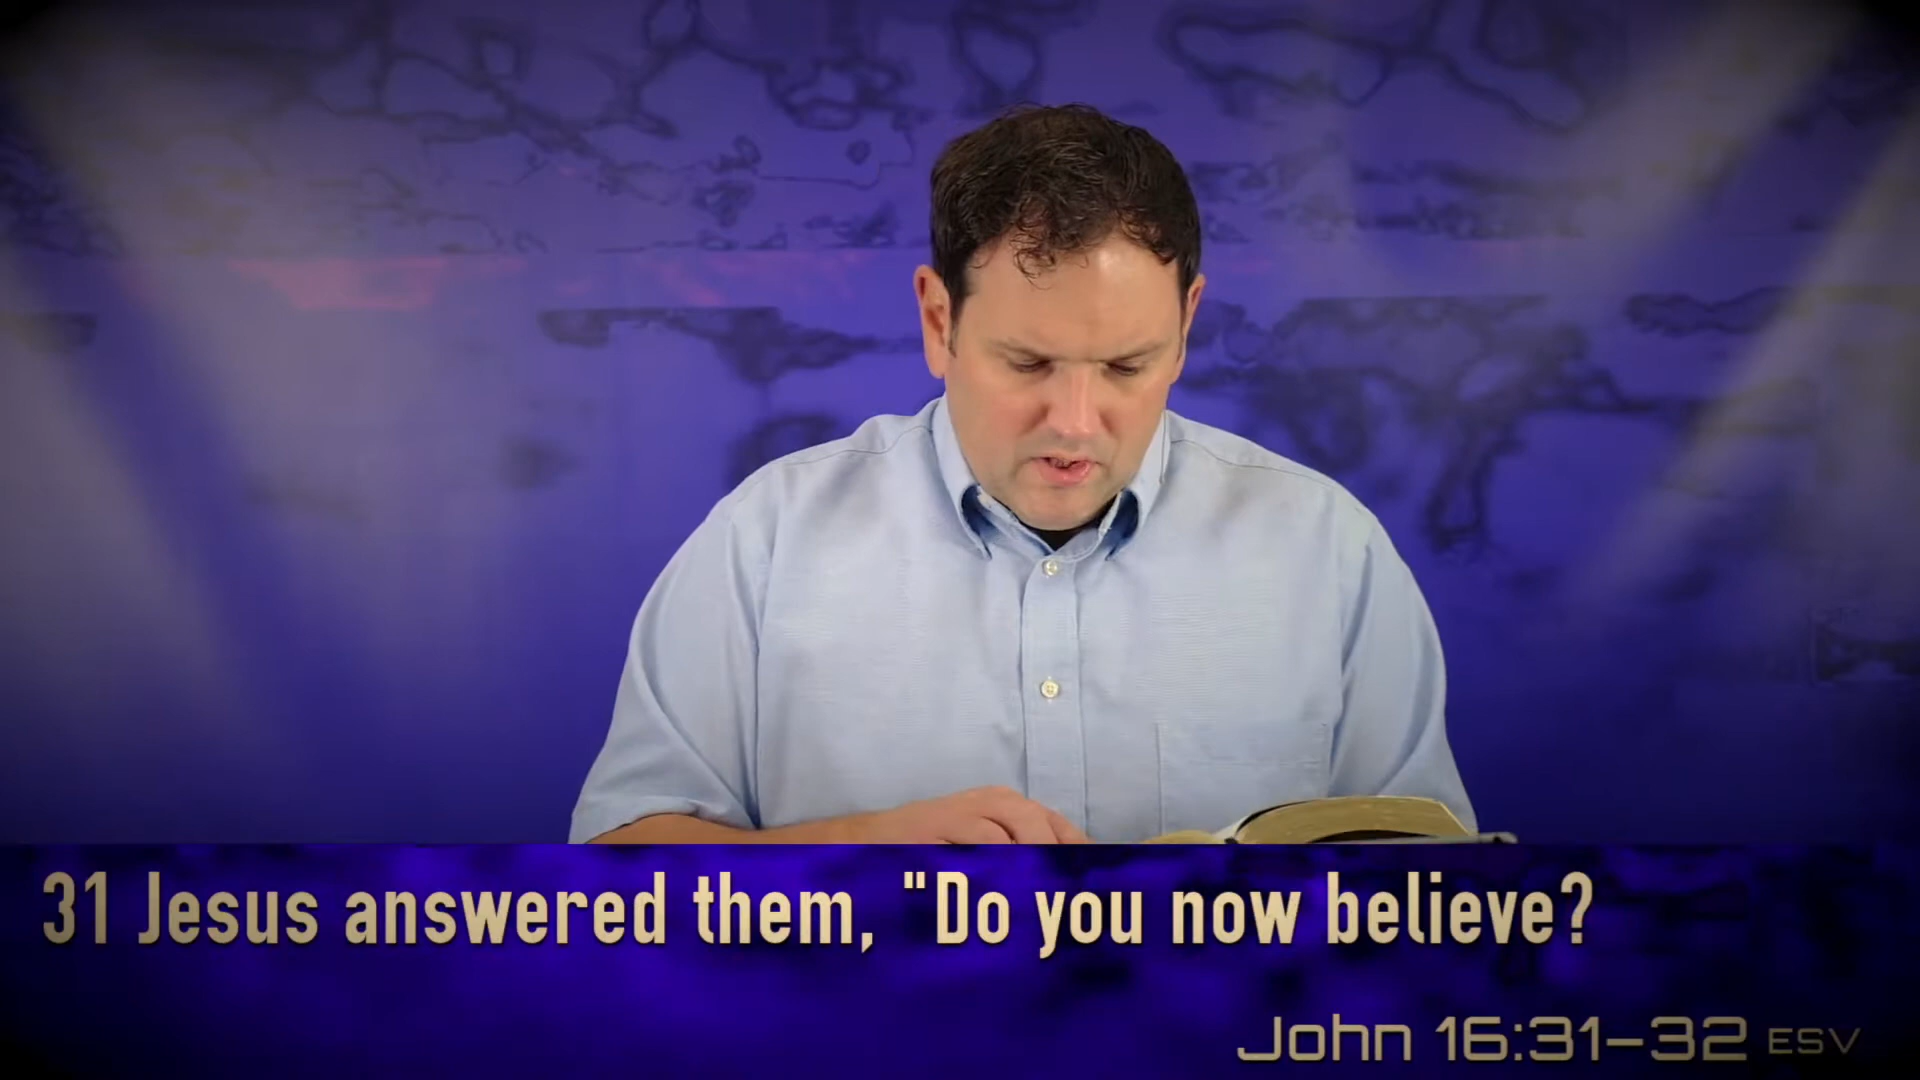 31 Jesus answered them, "Do you now believe?
John 16:31–32 ESV